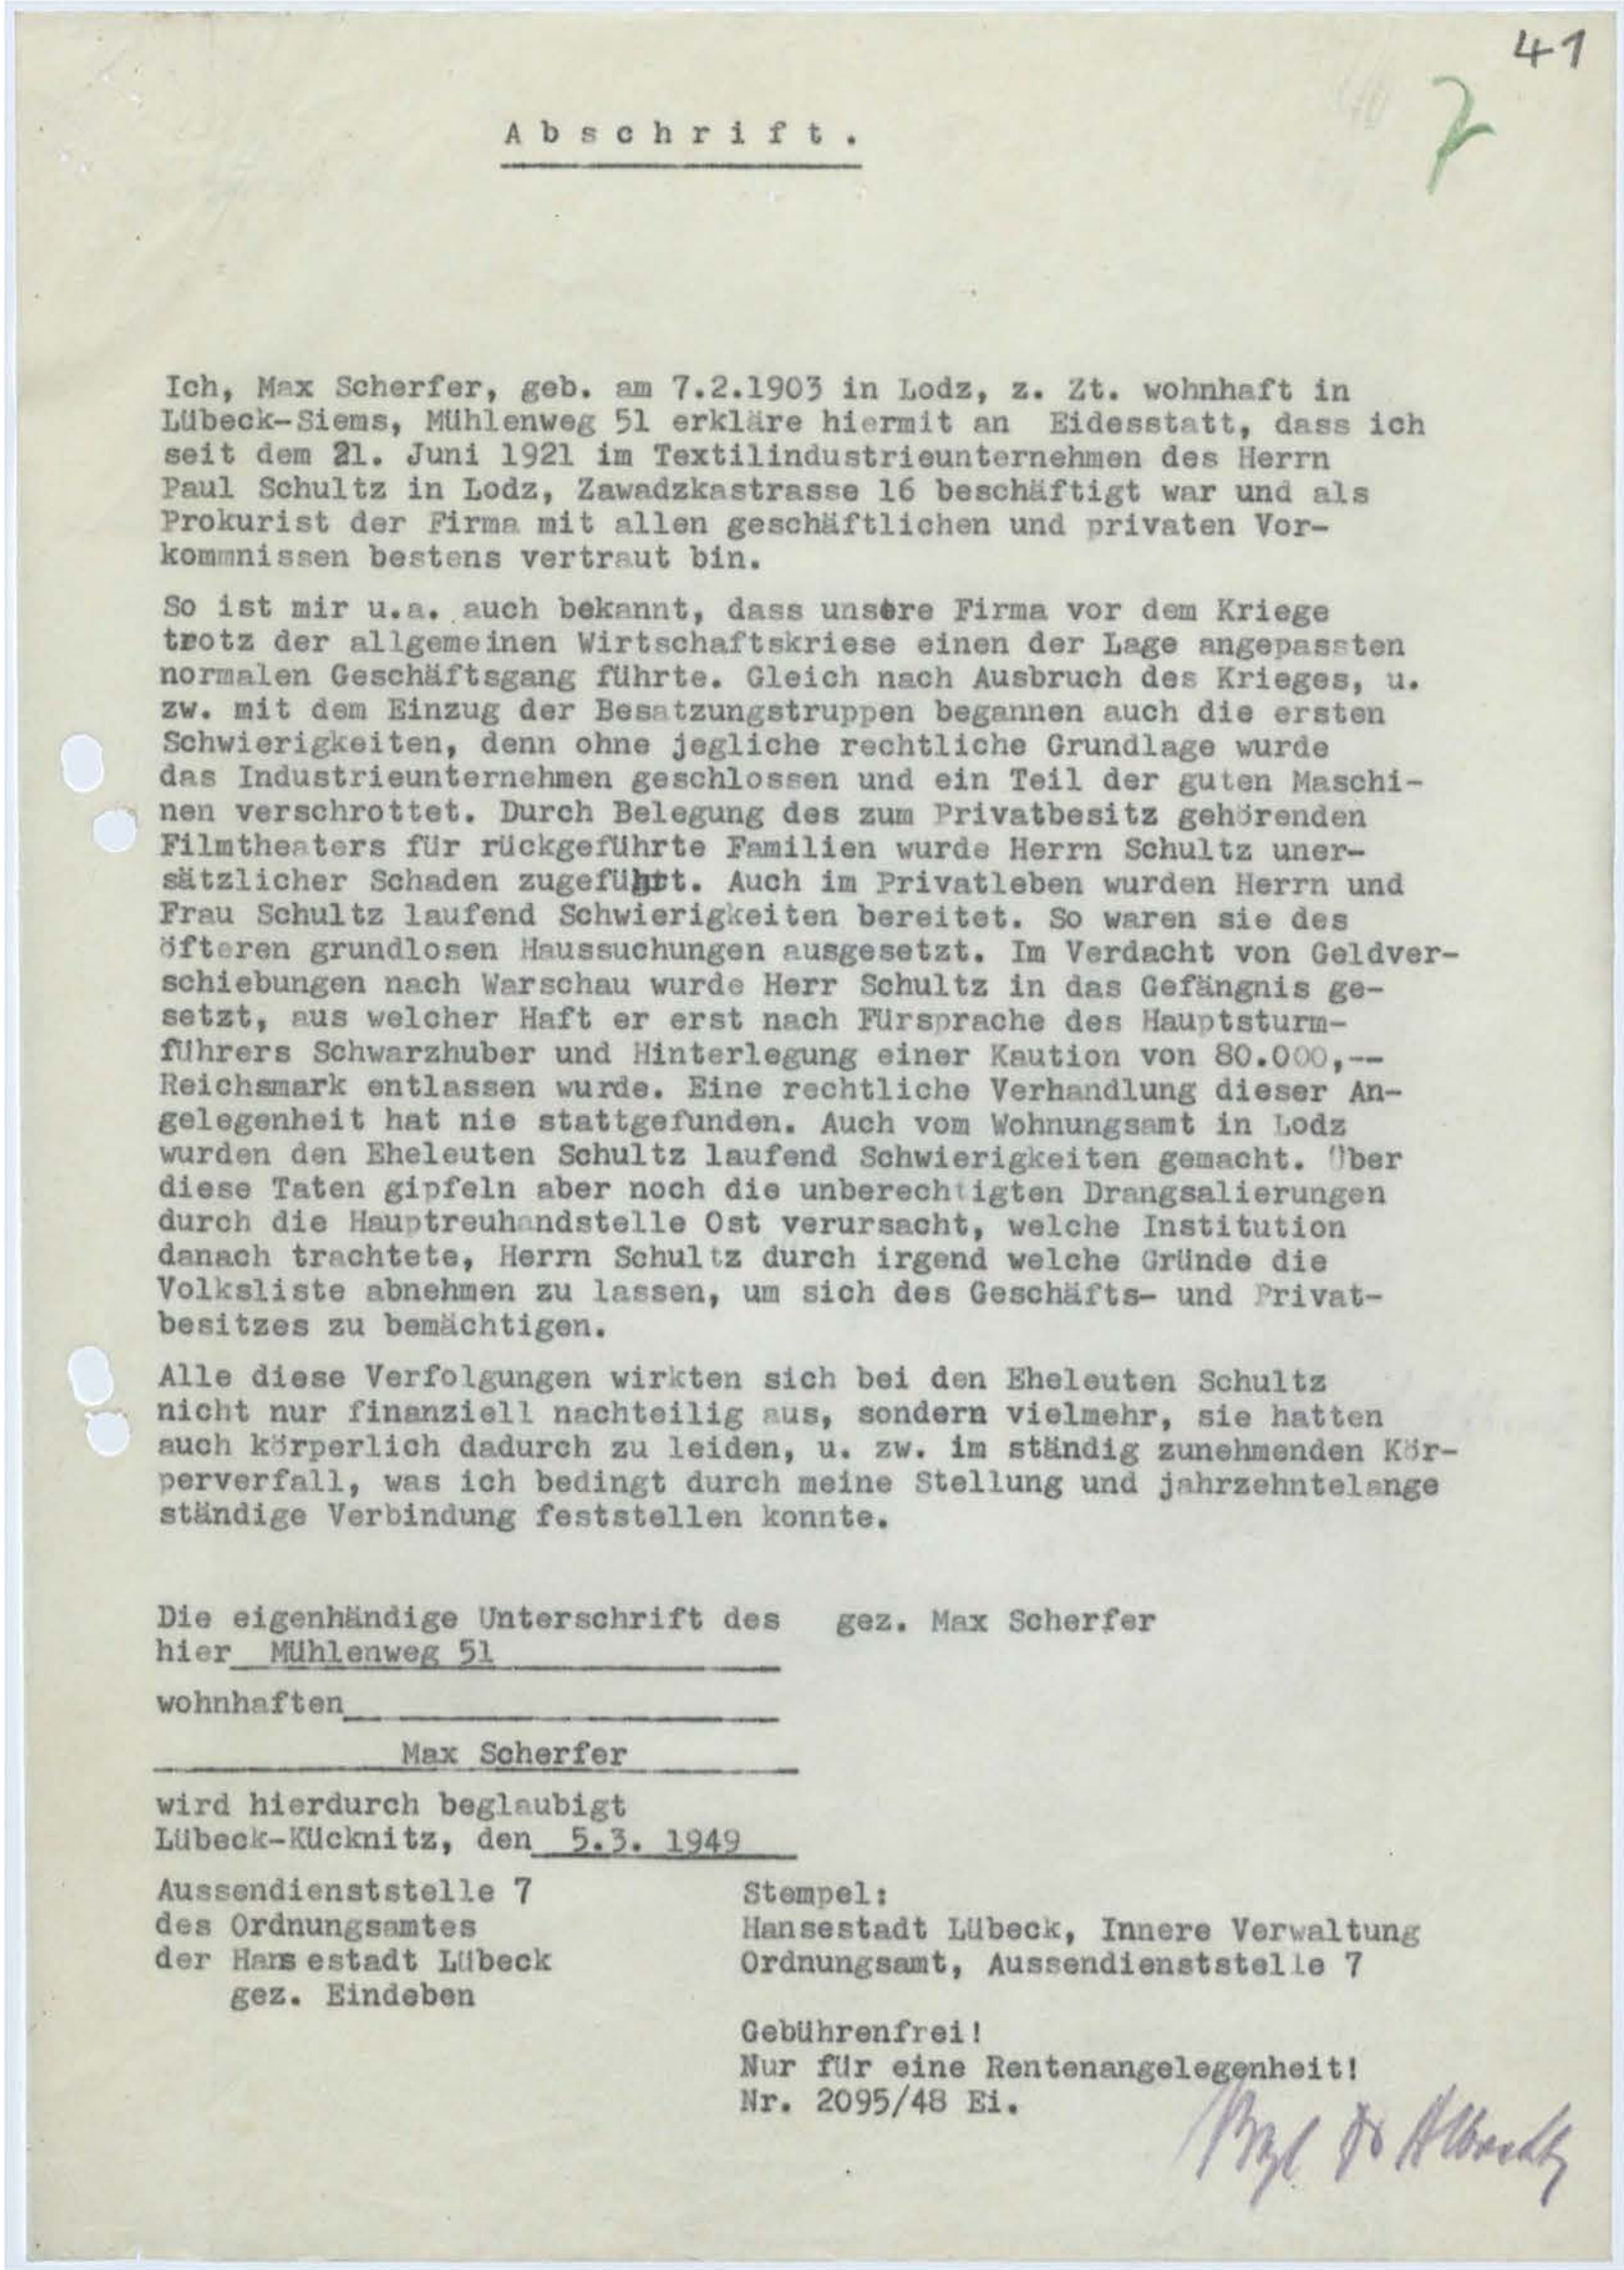 41
7
Abschrift.
Ich, Max Scherfer, geb. am 7.2.1903 in Lodz, z. Zt. wohnhaft in
Lübeck-Siems, Mühlenweg 51 erkläre hiermit an Eidesstatt, dass ich
seit dem 21. Juni 1921 im Textilindustrieunternehmen des Herrn
Paul Schultz in Lodz, Zawadzkastrasse 16 beschäftigt war und als
Prokurist der Firma mit allen geschäftlichen und privaten Vor-
kommnissen bestens vertraut bin.
So ist mir u.a. auch bekannt, dass unsere Firma vor dem Kriege
trotz der allgemeinen Wirtschaftskriese einen der Lage angepassten
normalen Geschäftsgang führte. Gleich nach Ausbruch des Krieges, u.
zw. mit dem Einzug der Besatzungstruppen begannen auch die ersten
Schwierigkeiten, denn ohne jegliche rechtliche Grundlage wurde
das Industrieunternehmen geschlossen und ein Teil der guten Maschi-
nen verschrottet. Durch Belegung des zum Privatbesitz gehörenden
Filmtheaters für rückgeführte Familien wurde Herrn Schultz uner-
sätzlicher Schaden zugeführt. Auch im Privatleben wurden Herrn und
Frau Schultz laufend Schwierigkeiten bereitet. So waren sie des
öfteren grundlosen Haussuchungen ausgesetzt. Im Verdacht von Geldver-
schiebungen nach Warschau wurde Herr Schultz in das Gefängnis ge-
setzt, aus welcher Haft er erst nach Fürsprache des Hauptsturm-
führers Schwarzhuber und Hinterlegung einer Kaution von 80.000,--
Reichsmark entlassen wurde. Eine rechtliche Verhandlung dieser An-
gelegenheit hat nie stattgefunden. Auch vom Wohnungsamt in Lodz
wurden den Eheleuten Schultz laufend Schwierigkeiten gemacht. Über
diese Taten gipfeln aber noch die unberechtigten Drangsalierungen
durch die Hauptreuhandstelle Ost verursacht, welche Institution
danach trachtete, Herrn Schultz durch irgend welche Gründe die
Volksliste abnehmen zu lassen, um sich des Geschäfts- und Privat-
besitzes zu bemächtigen.
Alle diese Verfolgungen wirkten sich bei den Eheleuten Schultz
nicht nur finanziell nachteilig aus, sondern vielmehr, sie hatten
auch körperlich dadurch zu leiden, u. zw. im ständig zunehmenden Kör-
perverfall, was ich bedingt durch meine Stellung und jahrzehntelange
ständige Verbindung feststellen konnte.
Die eigenhändige Unterschrift des gez. Max Scherfer
hier Mühlenweg 51
wohnhaften
Max Scherfer
wird hierdurch beglaubigt
Lübeck-Kücknitz, den 5.3. 1949
Aussendienststelle 7
des Ordnungsamtes
der Hansestadt Lübeck
gez. Eindeben
Stempel:
Hansestadt Lübeck, Innere Verwaltung
Ordnungsamt, Aussendienststelle 7
Gebührenfrei!
Nur für eine Rentenangelegenheit!
Nr. 2095/48 Ei.